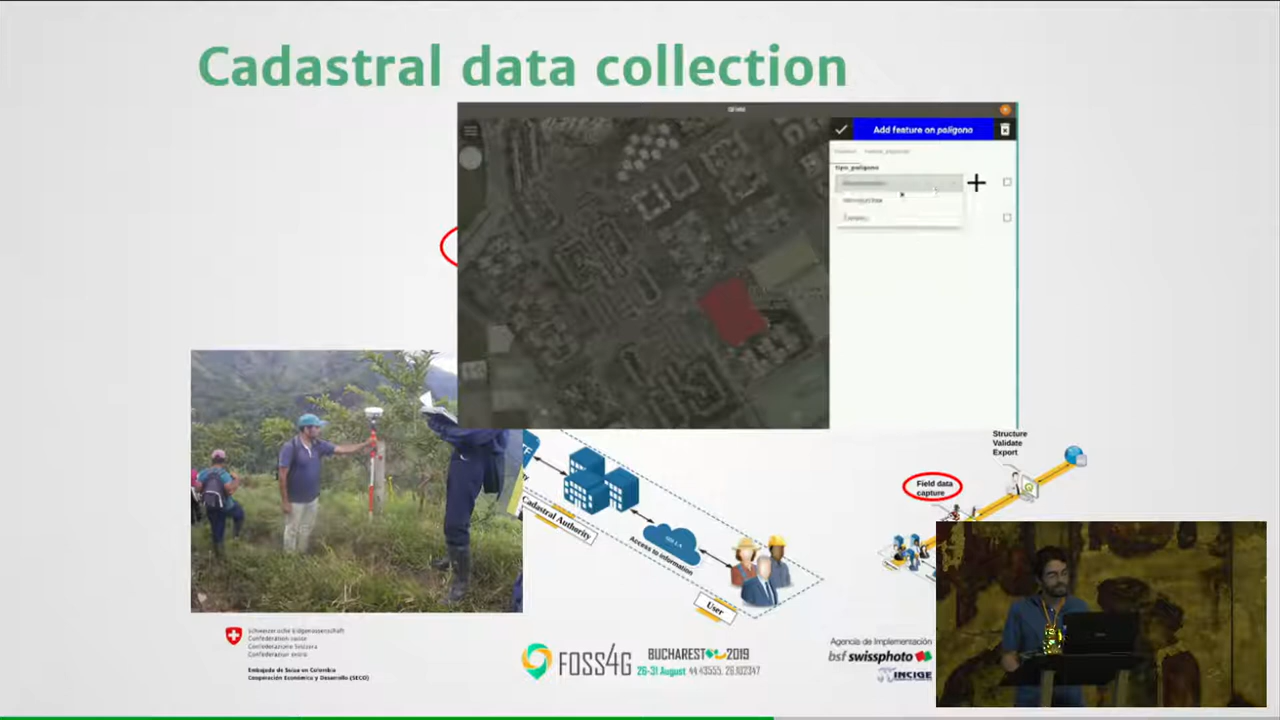 Cadastral data collection
Add feature on poligono
tipo_poligono
Structure
Validate
Export
Field data
capture
Cadastral Authority
Access to information
User
Schweizerische Eidgenossenschaft
Confédération suisse
Confederazione Svizzera
Confederaziun svizra
Embajada de Suiza en Colombia
Cooperación Económica y Desarrollo (SECO)
FOSS4G
BUCHAREST 2019
26-31 August 44.43555, 26.102347
Agencia de Implementación
bsf swissphoto
INCIGE